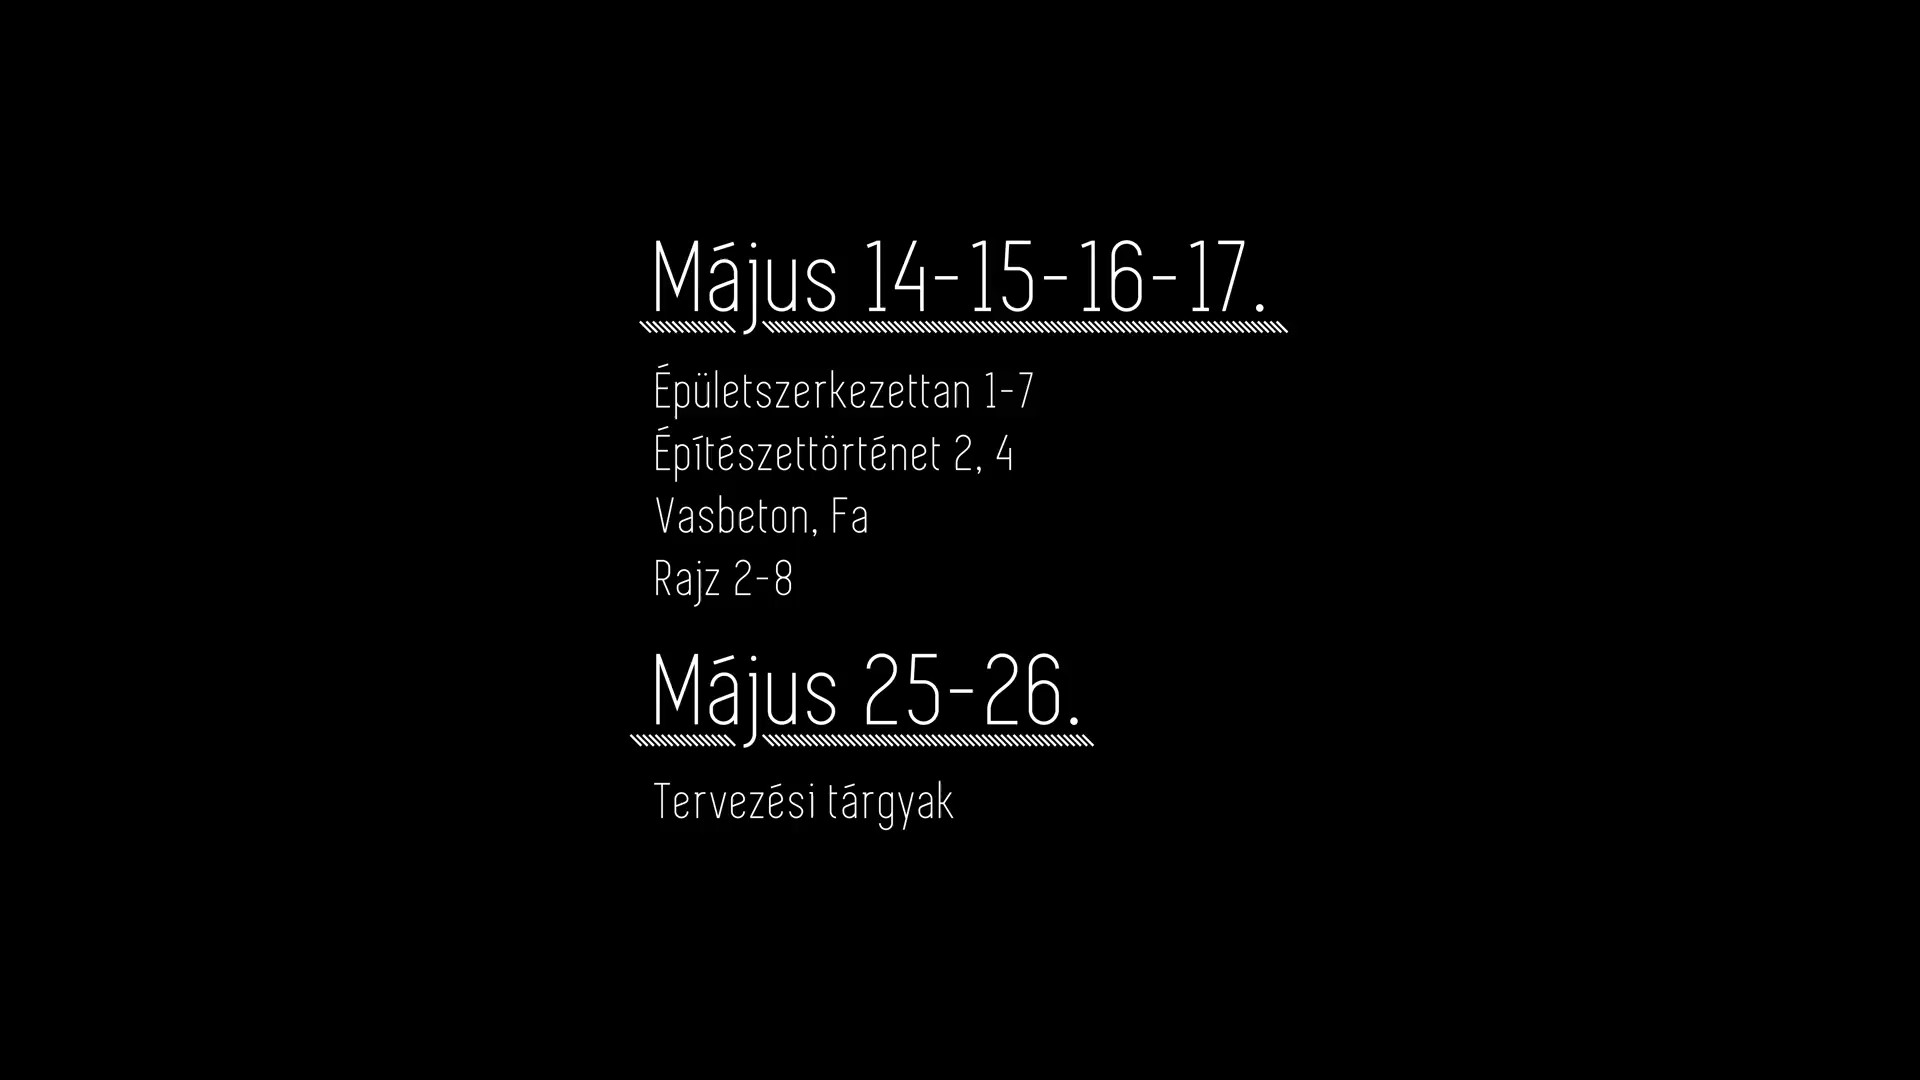 Május 14-15-16-17.
Épületszerkezettan 1-7
Építészettörténet 2, 4
Vasbeton, Fa
Rajz 2-8
Május 25-26.
Tervezési tárgyak